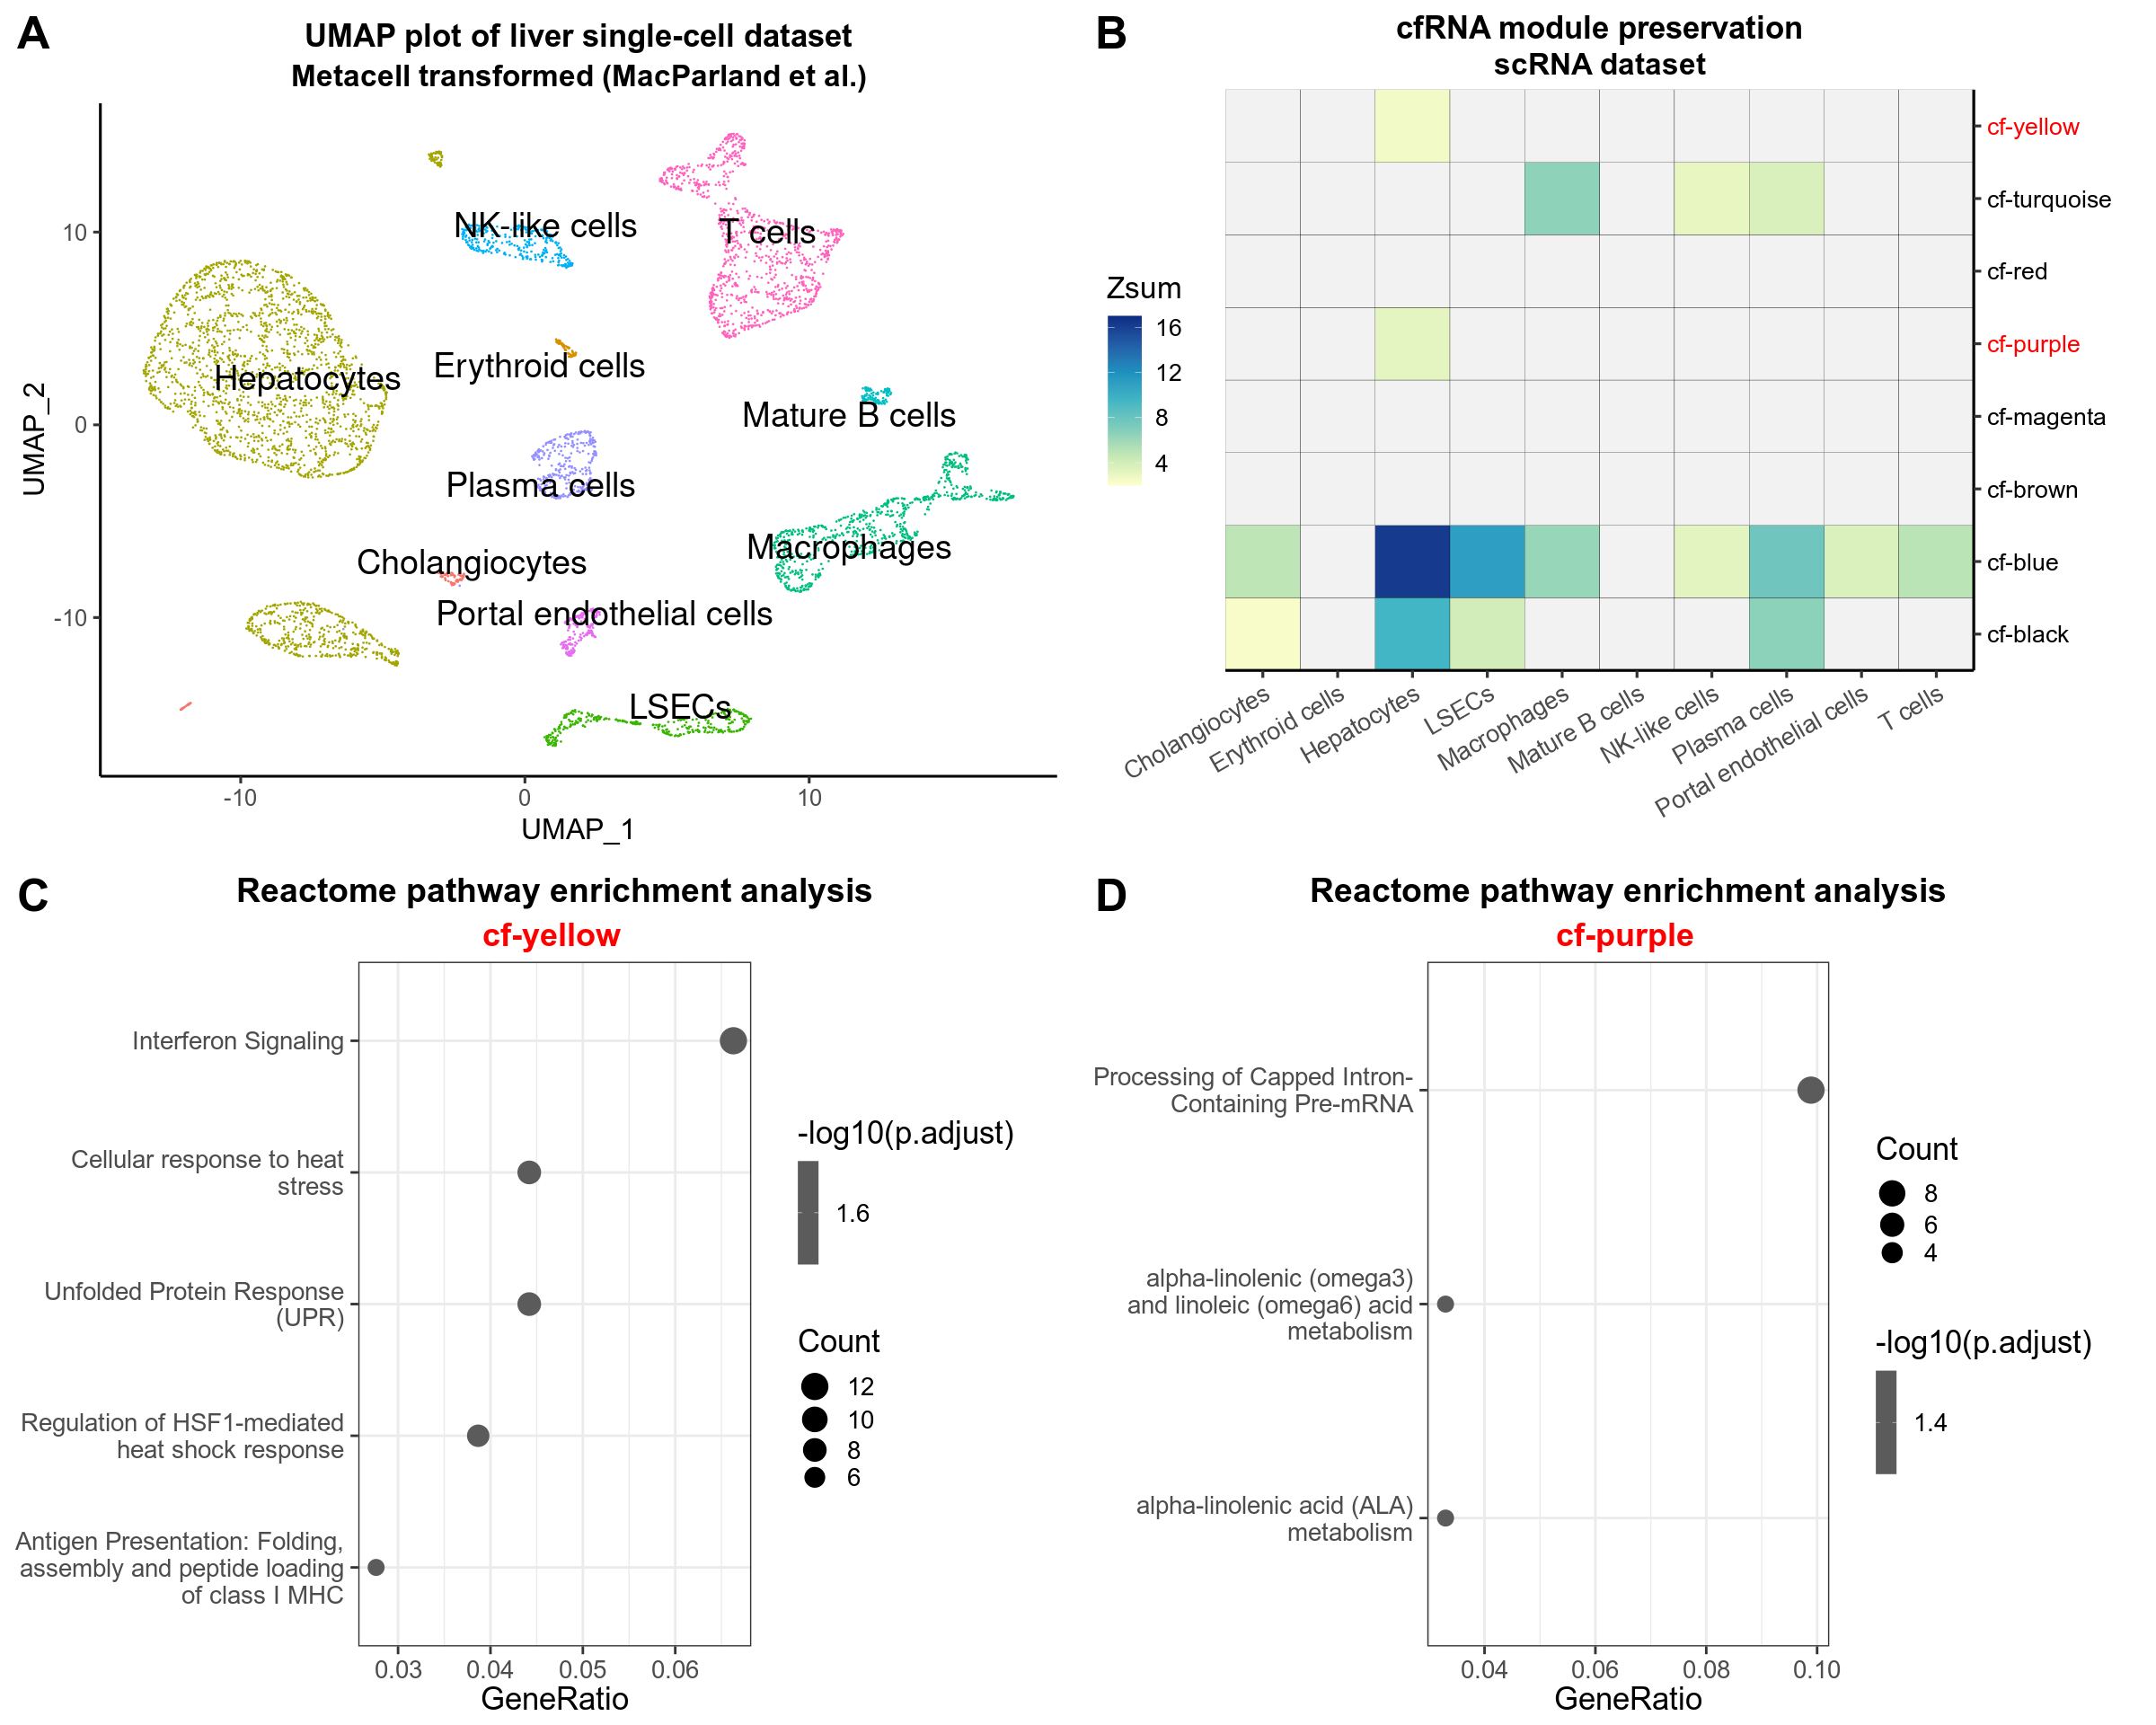 A
UMAP plot of liver single-cell dataset
Metacell transformed (MacParland et al.)
UMAP_2
10
0
-10
NK-like cells
T cells
Erythroid cells
Hepatocytes
Mature B cells
Plasma cells
Macrophages
Cholangiocytes
Portal endothelial cells
LSECs
-10
0
10
UMAP_1
B
cfRNA module preservation
scRNA dataset
Zsum
16
12
8
4
cf-yellow
cf-turquoise
cf-red
cf-purple
cf-magenta
cf-brown
cf-blue
cf-black
Cholangiocytes
Erythroid cells
Hepatocytes
LSECs
Macrophages
Mature B cells
NK-like cells
Plasma cells
Portal endothelial cells
T cells
C
Reactome pathway enrichment analysis
cf-yellow
Interferon Signaling
Cellular response to heat
stress
Unfolded Protein Response
(UPR)
Regulation of HSF1-mediated
heat shock response
Antigen Presentation: Folding,
assembly and peptide loading
of class I MHC
0.03
0.04
0.05
0.06
GeneRatio
-log10(p.adjust)
1.6
Count
12
10
8
6
D
Reactome pathway enrichment analysis
cf-purple
Processing of Capped Intron-
Containing Pre-mRNA
alpha-linolenic (omega3)
and linoleic (omega6) acid
metabolism
alpha-linolenic acid (ALA)
metabolism
0.04
0.06
0.08
0.10
GeneRatio
Count
8
6
4
-log10(p.adjust)
1.4